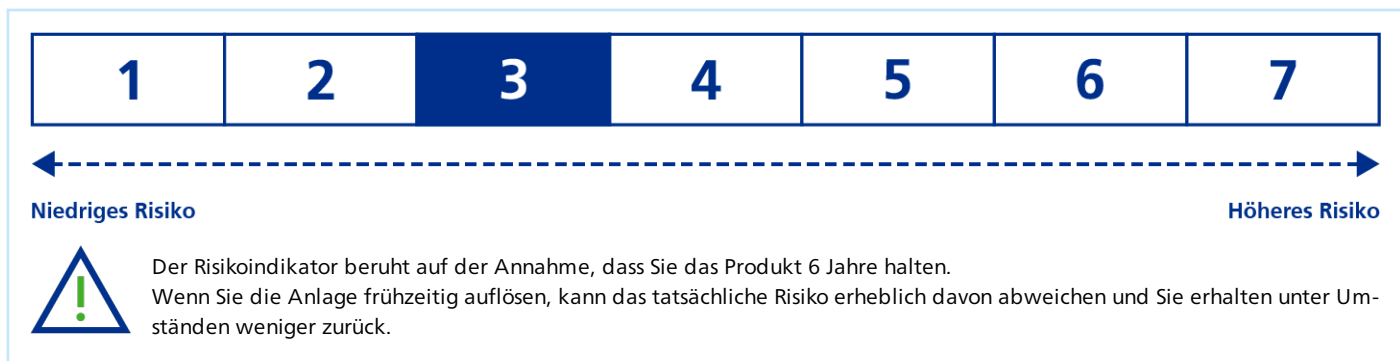 1 2 3 4 5 6 7
Niedriges Risiko Höheres Risiko
Der Risikoindikator beruht auf der Annahme, dass Sie das Produkt 6 Jahre halten.
Wenn Sie die Anlage frühzeitig auflösen, kann das tatsächliche Risiko erheblich davon abweichen und Sie erhalten unter Um-
ständen weniger zurück.